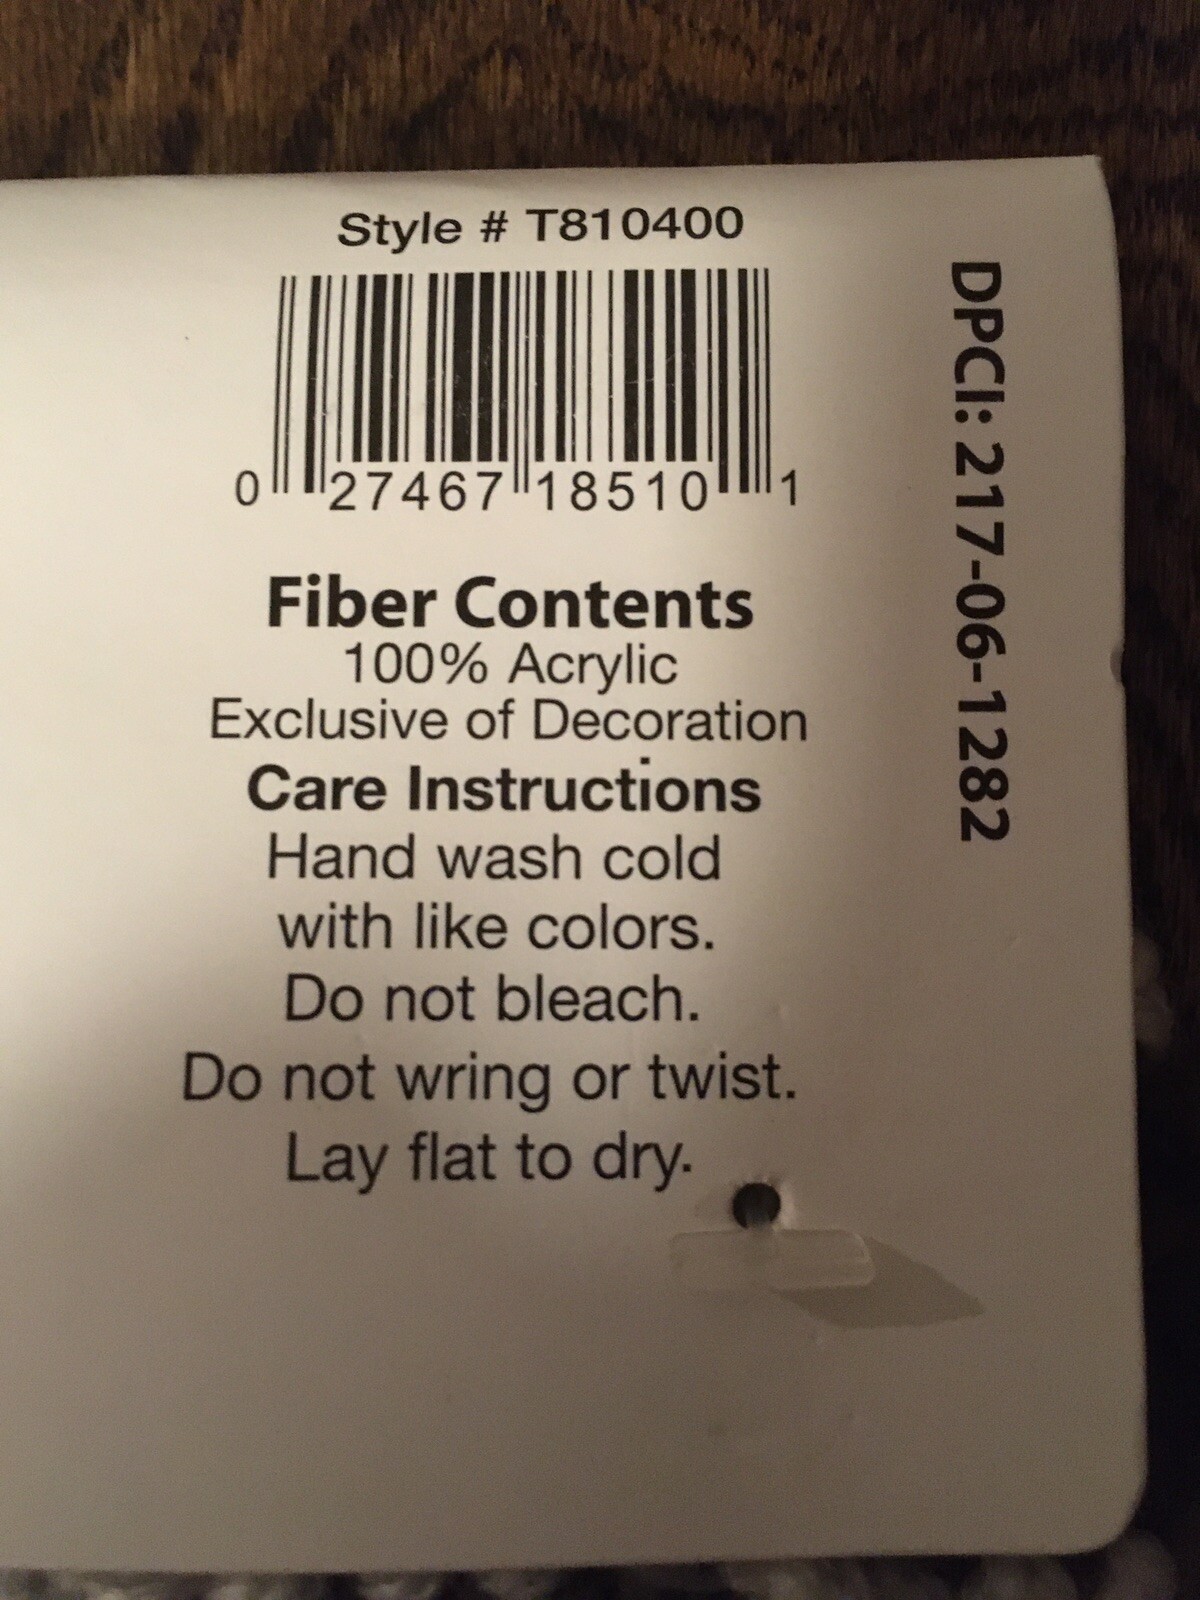 Style # T810400
0 27467 18510 1
Fiber Contents
100% Acrylic
Exclusive of Decoration
Care Instructions
Hand wash cold
with like colors.
Do not bleach.
Do not wring or twist.
Lay flat to dry.
DPCI: 217-06-1282